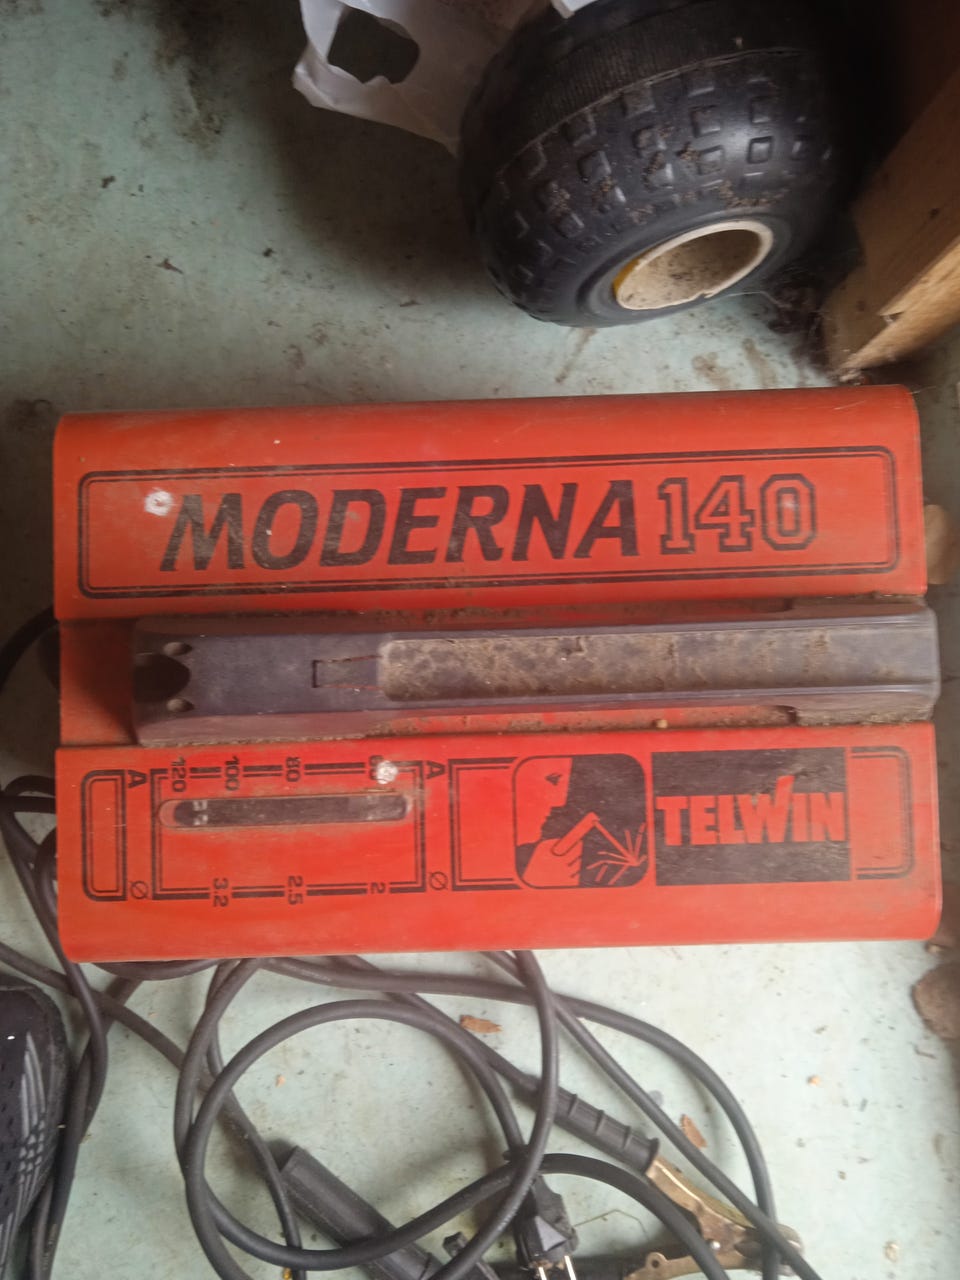 MODERNA 140
A 120 100 80 60 A
Ø 3.2 2.5 2 Ø
TELWIN